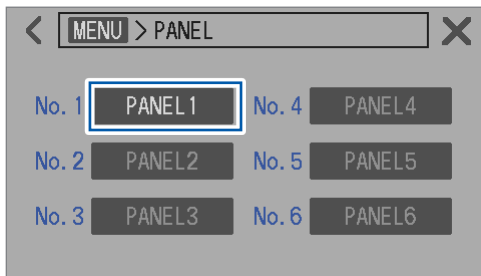 MENU > PANEL
No. 1 PANEL1 No. 4 PANEL4
No. 2 PANEL2 No. 5 PANEL5
No. 3 PANEL3 No. 6 PANEL6